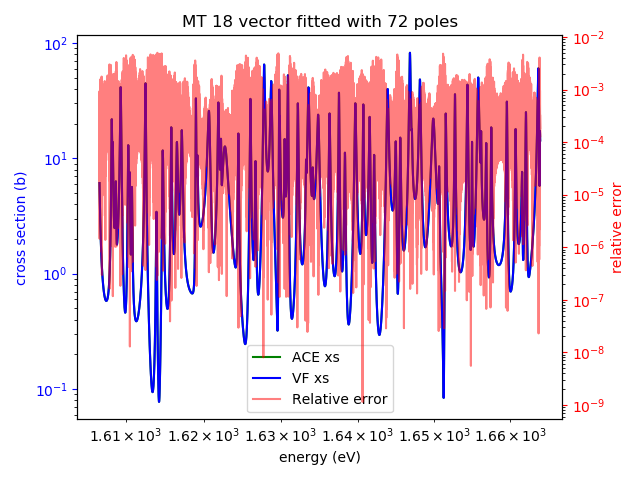 MT 18 vector fitted with 72 poles
cross section (b)
10²
10¹
10⁰
10⁻¹
10⁻²
10⁻³
10⁻⁴
10⁻⁵
10⁻⁶
10⁻⁷
10⁻⁸
10⁻⁹
relative error
ACE xs
VF xs
Relative error
1.61×10³ 1.62×10³ 1.63×10³ 1.64×10³ 1.65×10³ 1.66×10³
energy (eV)